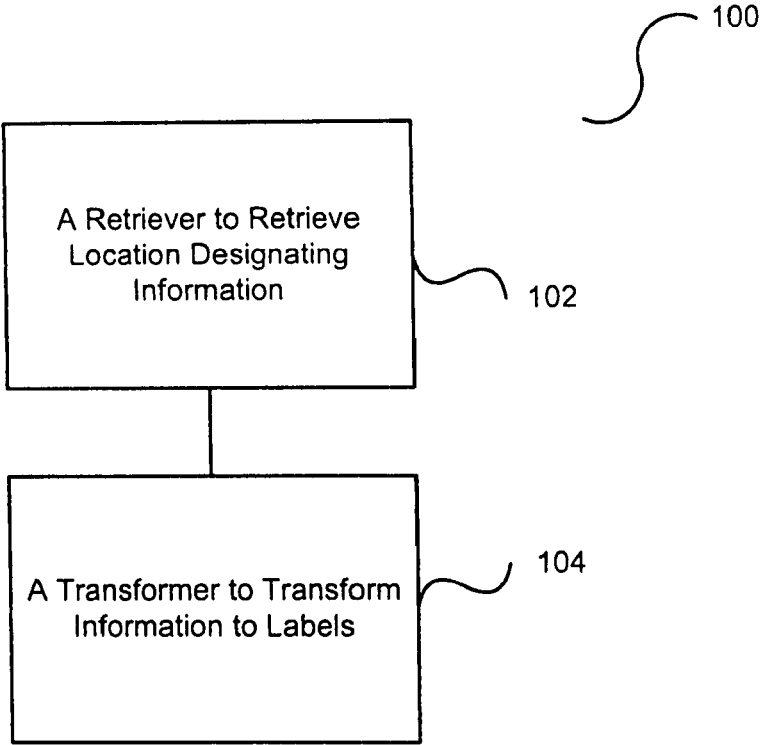 100
A Retriever to Retrieve
Location Designating
Information
102
104
A Transformer to Transform
Information to Labels